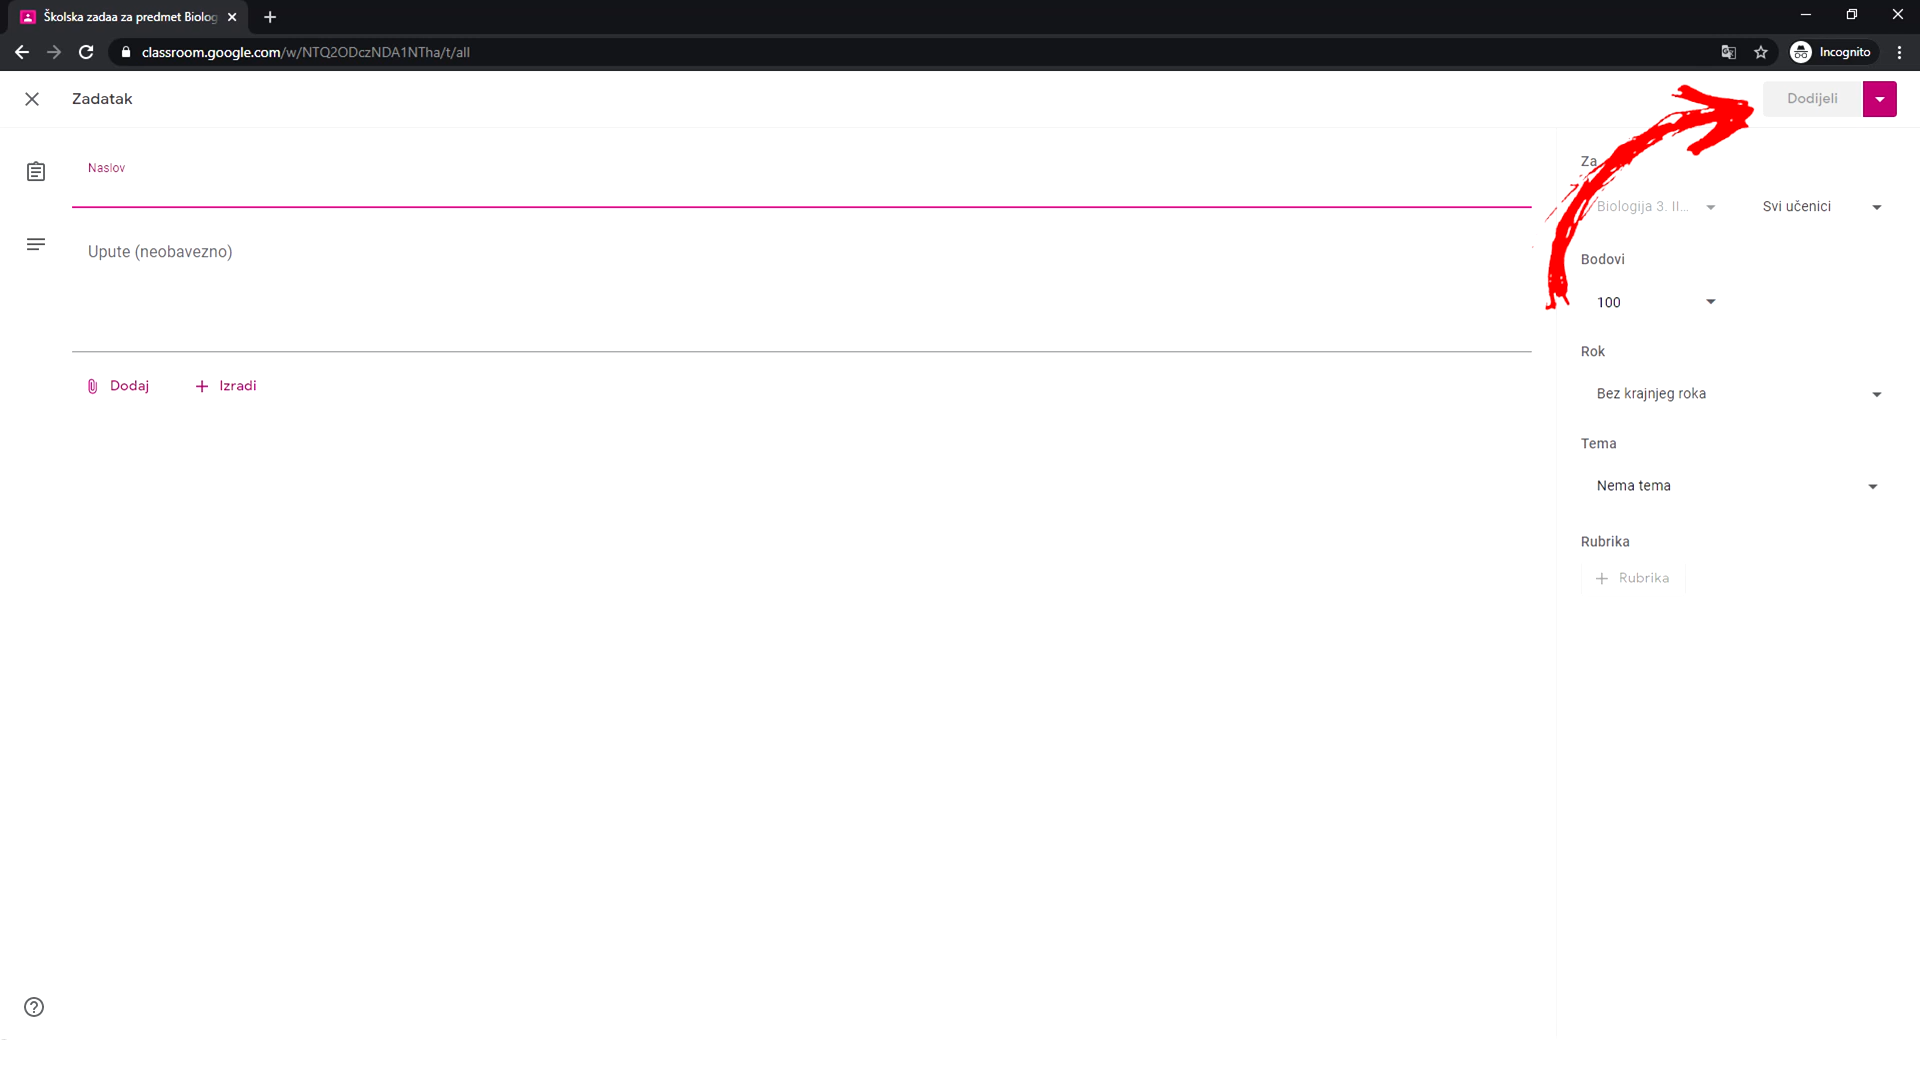 Školska zadaa za predmet Biolog
classroom.google.com/w/NTQ2ODczNDA1NTha/t/all
Incognito
Zadatak
Dodijeli
Naslov
Za
Biologija 3. II...
Svi učenici
Upute (neobavezno)
Bodovi
100
Rok
Dodaj
Izradi
Bez krajnjeg roka
Tema
Nema tema
Rubrika
Rubrika